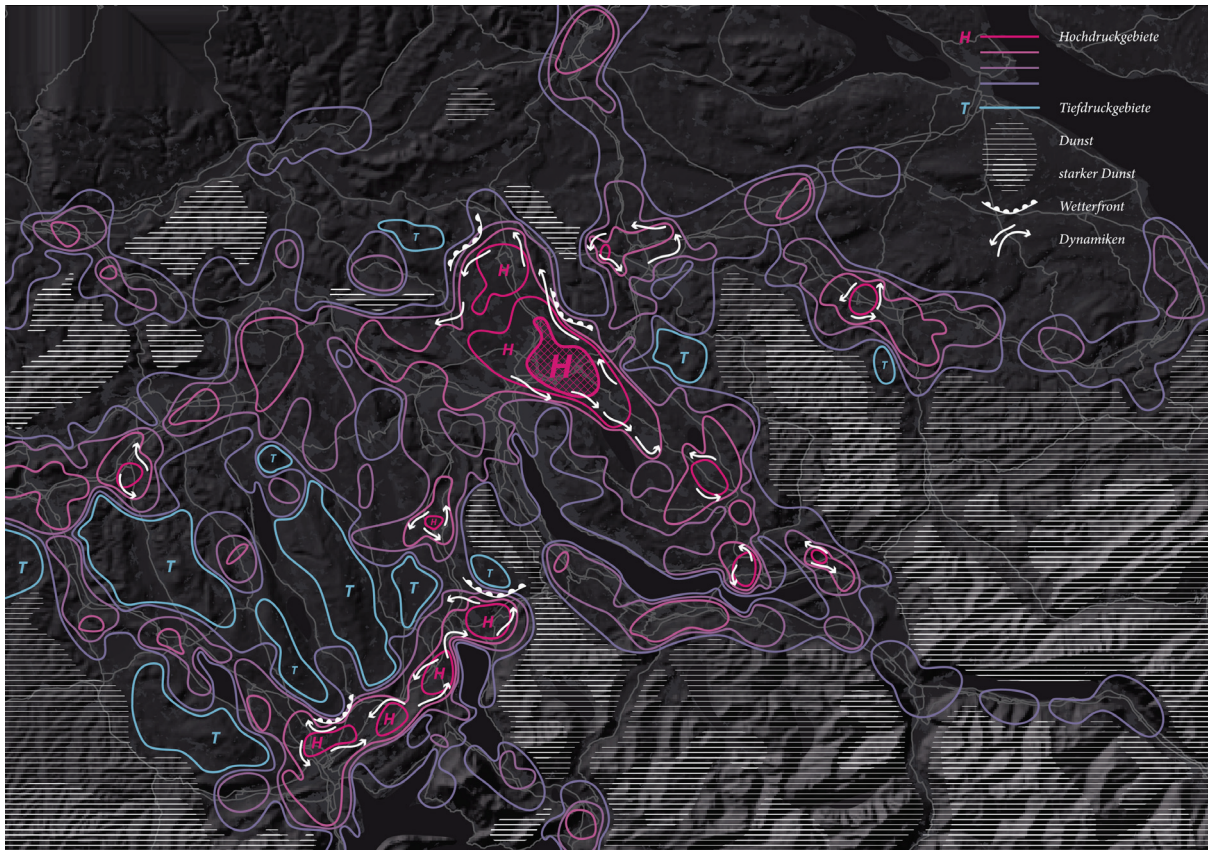 H Hochdruckgebiete
T Tiefdruckgebiete
Dunst
starker Dunst
Wetterfront
Dynamiken
T
H
H
H
T
T
T
H
T
T
T
T
T
H
T
H
H
T
H